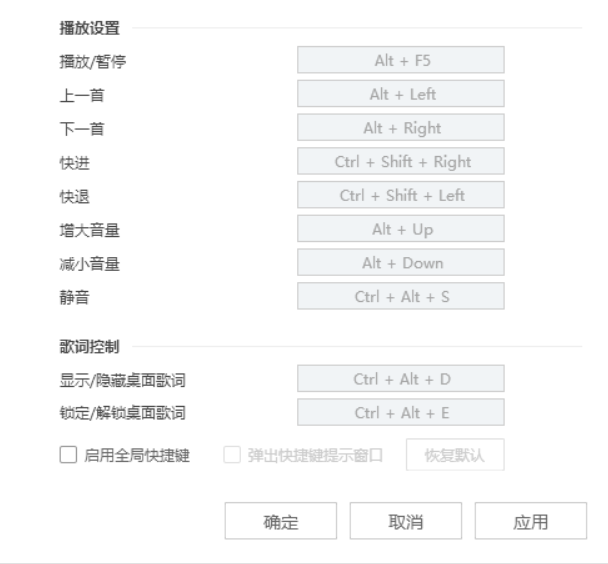 播放设置
播放/暂停 Alt + F5
上一首 Alt + Left
下一首 Alt + Right
快进 Ctrl + Shift + Right
快退 Ctrl + Shift + Left
增大音量 Alt + Up
减小音量 Alt + Down
静音 Ctrl + Alt + S
歌词控制
显示/隐藏桌面歌词 Ctrl + Alt + D
锁定/解锁桌面歌词 Ctrl + Alt + E
启用全局快捷键 弹出快捷键提示窗口 恢复默认
确定 取消 应用